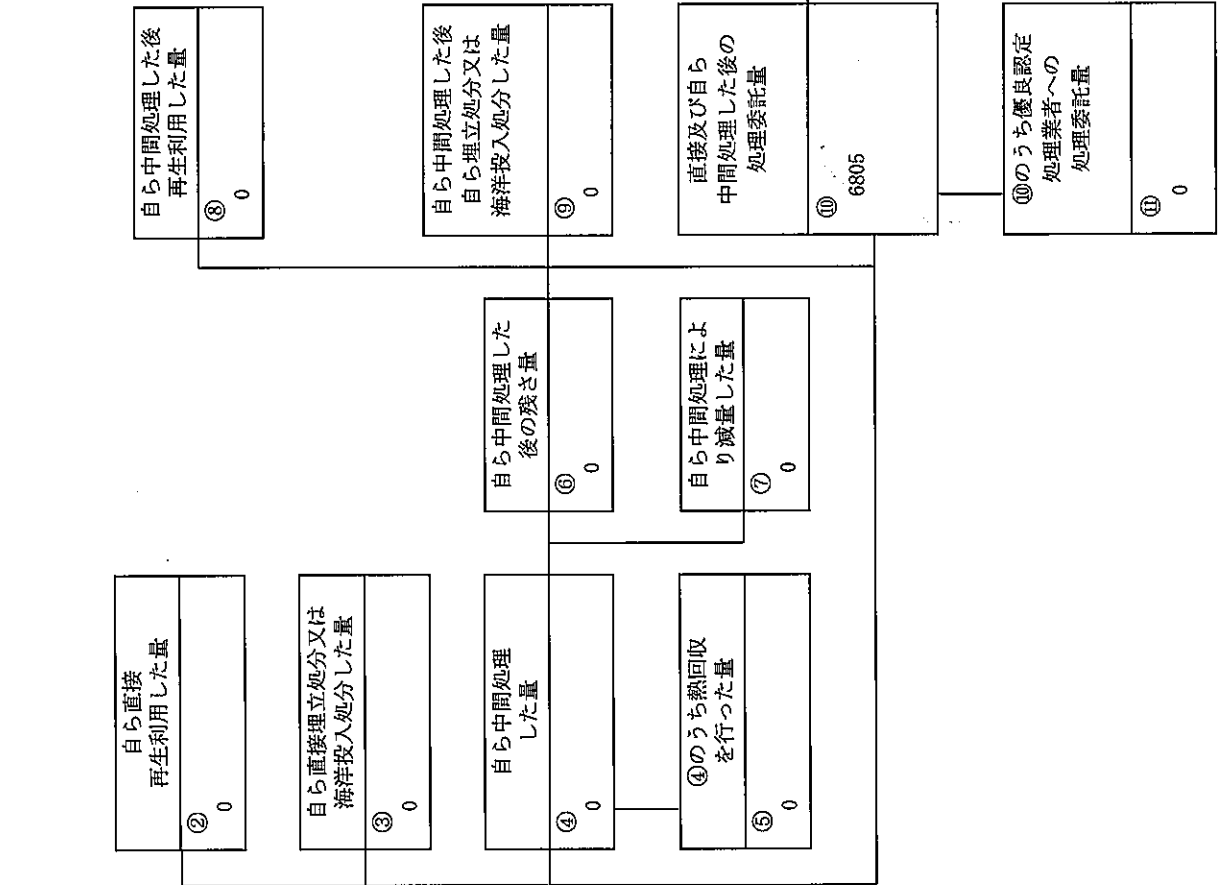 自ら直接
再生利用した量
②
0
自ら直接埋立処分又は
海洋投入処分した量
③
0
自ら中間処理
した量
④
0
④のうち熱回収
を行った量
⑤
0
自ら中間処理した
後の残さ量
⑥
0
自ら中間処理によ
り減量した量
⑦
0
自ら中間処理した後
再生利用した量
⑧
0
自ら中間処理した後
自ら埋立処分又は
海洋投入処分した量
⑨
0
直接及び自ら
中間処理した後の
処理委託量
⑩
6805
⑩のうち優良認定
処理業者への
処理委託量
⑪
0